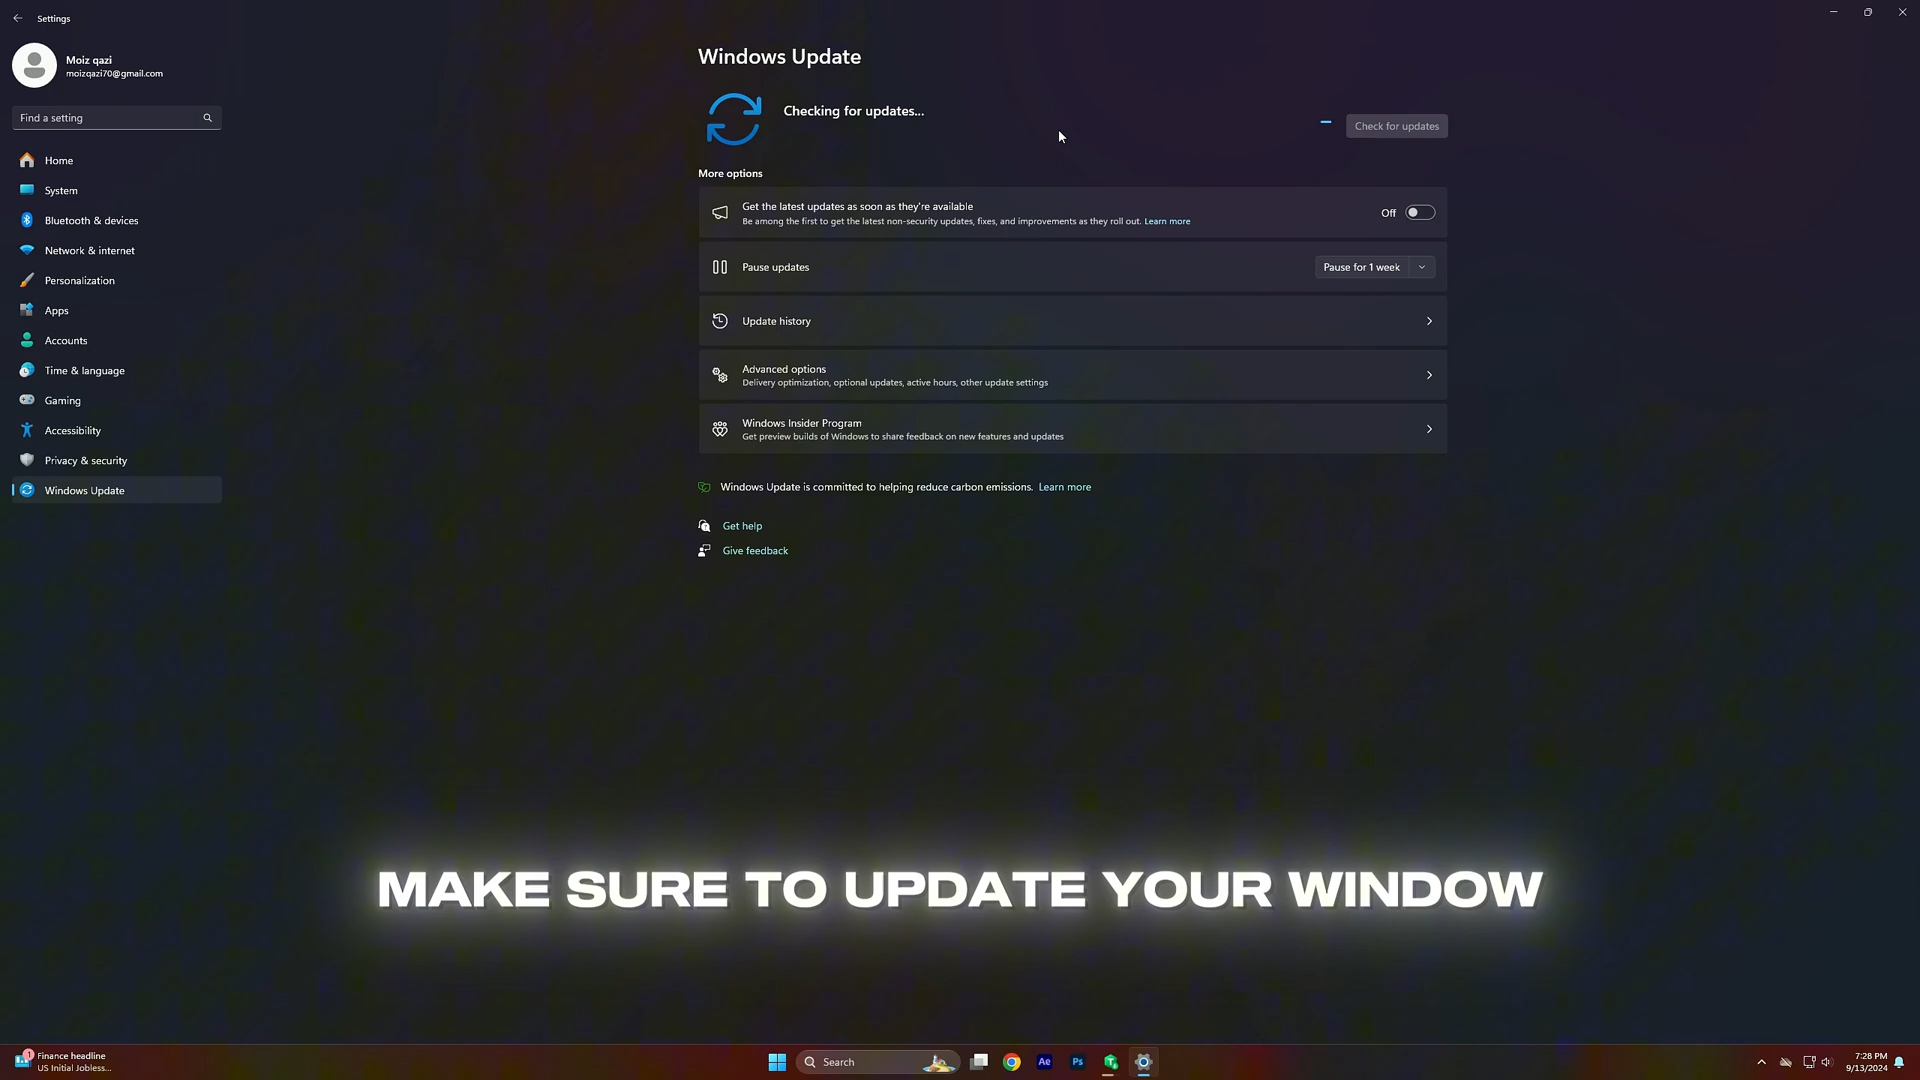 Settings
Moiz qazi
moizqazi70@gmail.com
Find a setting
Home
System
Bluetooth & devices
Network & internet
Personalization
Apps
Accounts
Time & language
Gaming
Accessibility
Privacy & security
Windows Update
Windows Update
Checking for updates...
Check for updates
More options
Get the latest updates as soon as they're available
Be among the first to get the latest non-security updates, fixes, and improvements as they roll out. Learn more
Off
Pause updates
Pause for 1 week
Update history
Advanced options
Delivery optimization, optional updates, active hours, other update settings
Windows Insider Program
Get preview builds of Windows to share feedback on new features and updates
Windows Update is committed to helping reduce carbon emissions. Learn more
Get help
Give feedback
MAKE SURE TO UPDATE YOUR WINDOW
1
Finance headline
US Initial Jobless...
Search
Ae
Ps
7:28 PM
9/13/2024